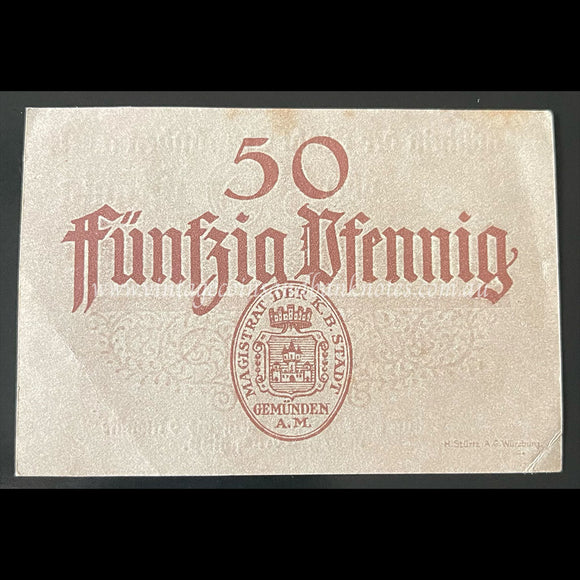 50
Fünfzig Pfennig
MAGISTRAT DER K.B. STADT
GEMÜNDEN
A.M.
H. Stürtz A.G. Würzburg.